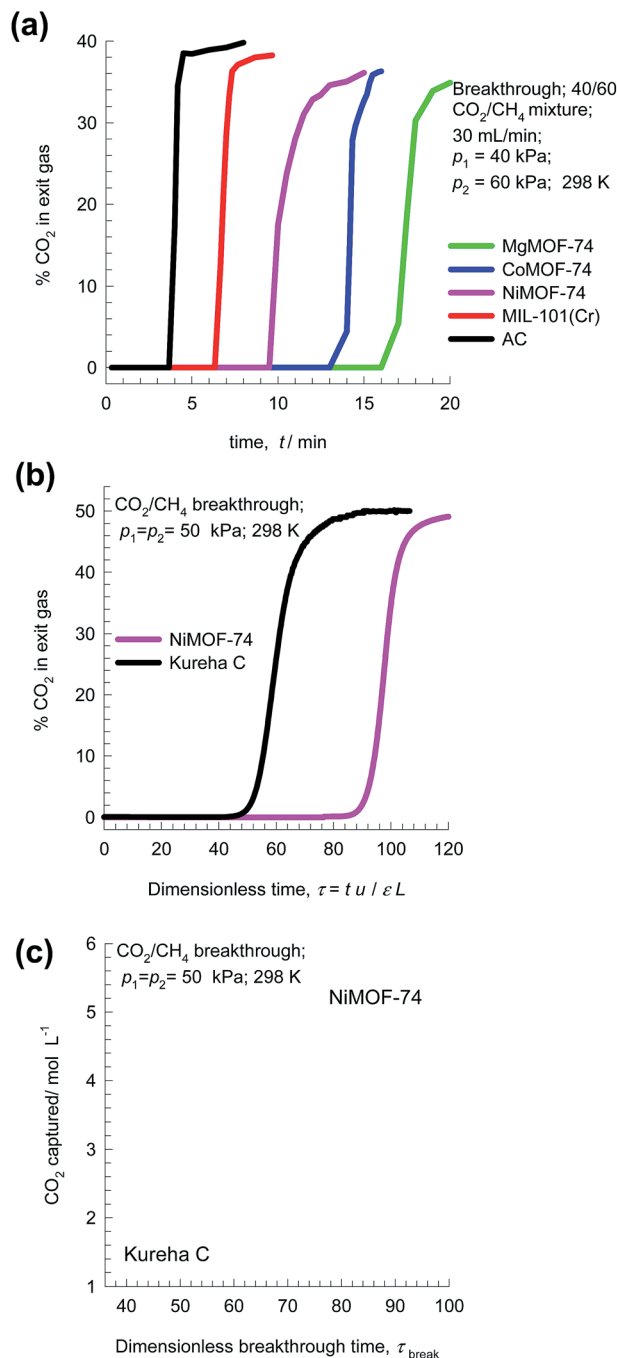 (a)
40
30
20
10
0
% CO₂ in exit gas
0 5 10 15 20
time, t / min
Breakthrough; 40/60
CO₂/CH₄ mixture;
30 mL/min;
p₁ = 40 kPa;
p₂ = 60 kPa; 298 K
MgMOF-74
CoMOF-74
NiMOF-74
MIL-101(Cr)
AC
(b)
50
40
30
20
10
0
% CO₂ in exit gas
CO₂/CH₄ breakthrough;
p₁=p₂= 50 kPa; 298 K
NiMOF-74
Kureha C
0 20 40 60 80 100 120
Dimensionless time, τ = t u / ε L
(c)
6
5
4
3
2
1
CO₂ captured/ mol L⁻¹
CO₂/CH₄ breakthrough;
p₁=p₂= 50 kPa; 298 K
NiMOF-74
Kureha C
40 50 60 70 80 90 100
Dimensionless breakthrough time, τ break